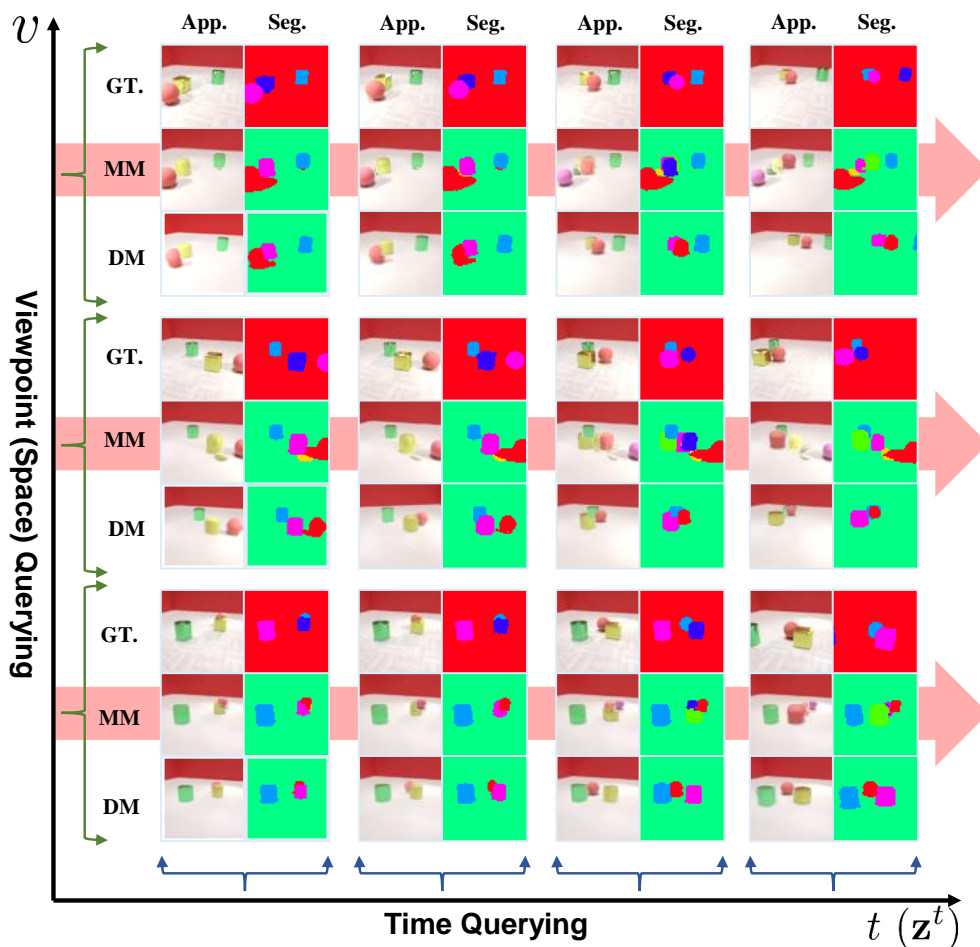 υ
App. Seg. App. Seg. App. Seg. App. Seg.
GT.
MM
DM
GT.
MM
DM
GT.
MM
DM
Viewpoint (Space) Querying
Time Querying
t (z^t)